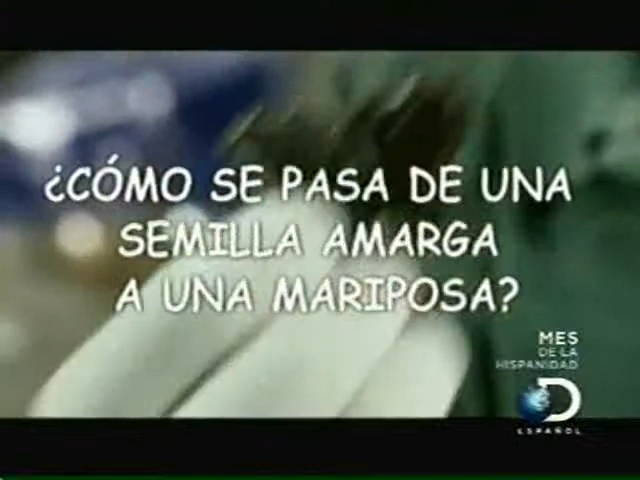 ¿CÓMO SE PASA DE UNA
SEMILLA AMARGA
A UNA MARIPOSA?
MES
DE LA
HISPANIDAD
D
ESPAÑOL